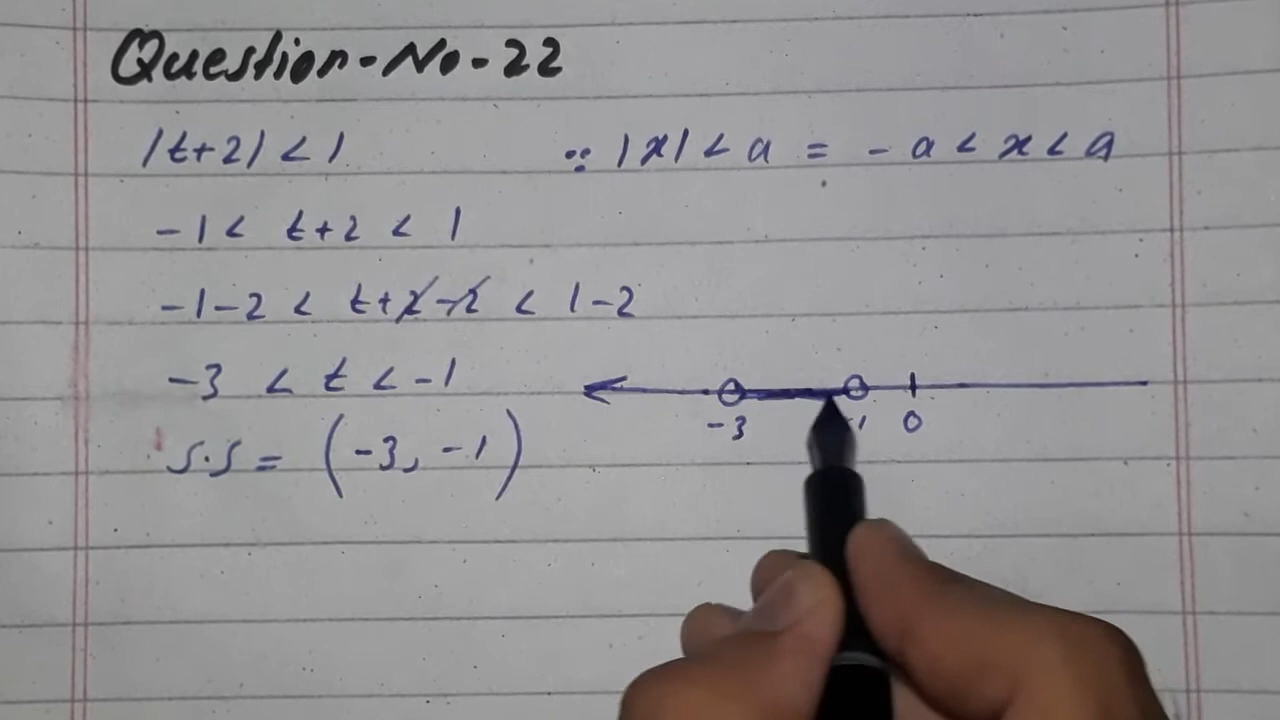 Question-No-22
|t+2| < 1 ∵ |x| < a = -a < x < a
-1 < t+2 < 1
-1-2 < t+2-2 < 1-2
-3 < t < -1
-3 -1 0
S.S = (-3, -1)